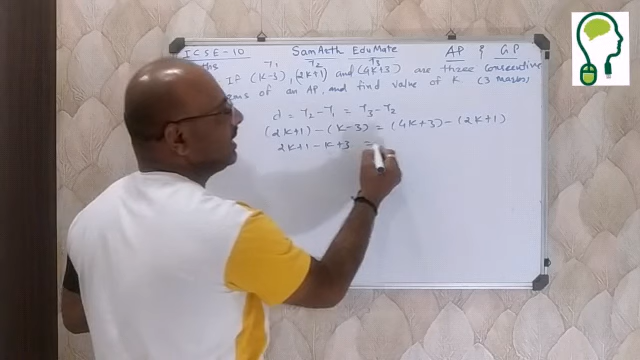 ICSE-10 SamArth EduMate AP & GP
T₁ T₂ T₃
If (K-3), (2K+1) and (4K+3) are three consecutive
of an AP, and find value of K (3 marks)
d = T₂-T₁ = T₃-T₂
(2K+1) - (K-3) = (4K+3) - (2K+1)
2K+1 - K+3 =